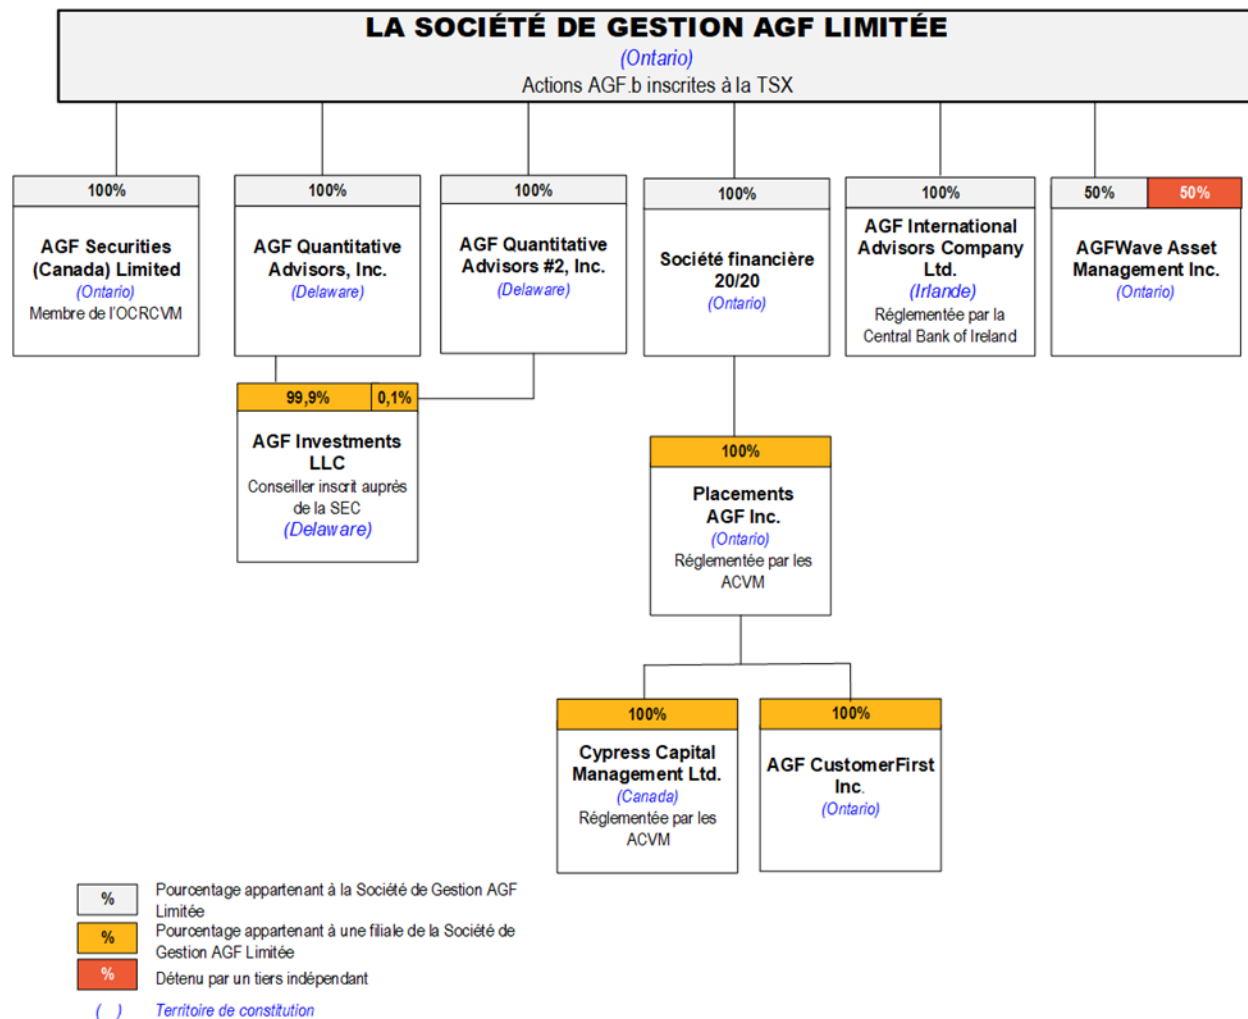 LA SOCIÉTÉ DE GESTION AGF LIMITÉE
(Ontario)
Actions AGF.b inscrites à la TSX
100%
AGF Securities
(Canada) Limited
(Ontario)
Membre de l'OCRCVM
100%
AGF Quantitative
Advisors, Inc.
(Delaware)
100%
AGF Quantitative
Advisors #2, Inc.
(Delaware)
100%
Société financière
20/20
(Ontario)
100%
AGF International
Advisors Company
Ltd.
(Irlande)
Réglementée par la
Central Bank of Ireland
50%
50%
AGFWave Asset
Management Inc.
(Ontario)
99,9%
0,1%
AGF Investments
LLC
Conseiller inscrit auprès
de la SEC
(Delaware)
100%
Placements
AGF Inc.
(Ontario)
Réglementée par les
ACVM
100%
Cypress Capital
Management Ltd.
(Canada)
Réglementée par les
ACVM
100%
AGF CustomerFirst
Inc.
(Ontario)
%
Pourcentage appartenant à la Société de Gestion AGF
Limitée
%
Pourcentage appartenant à une filiale de la Société de
Gestion AGF Limitée
%
Détenu par un tiers indépendant
( ) Territoire de constitution